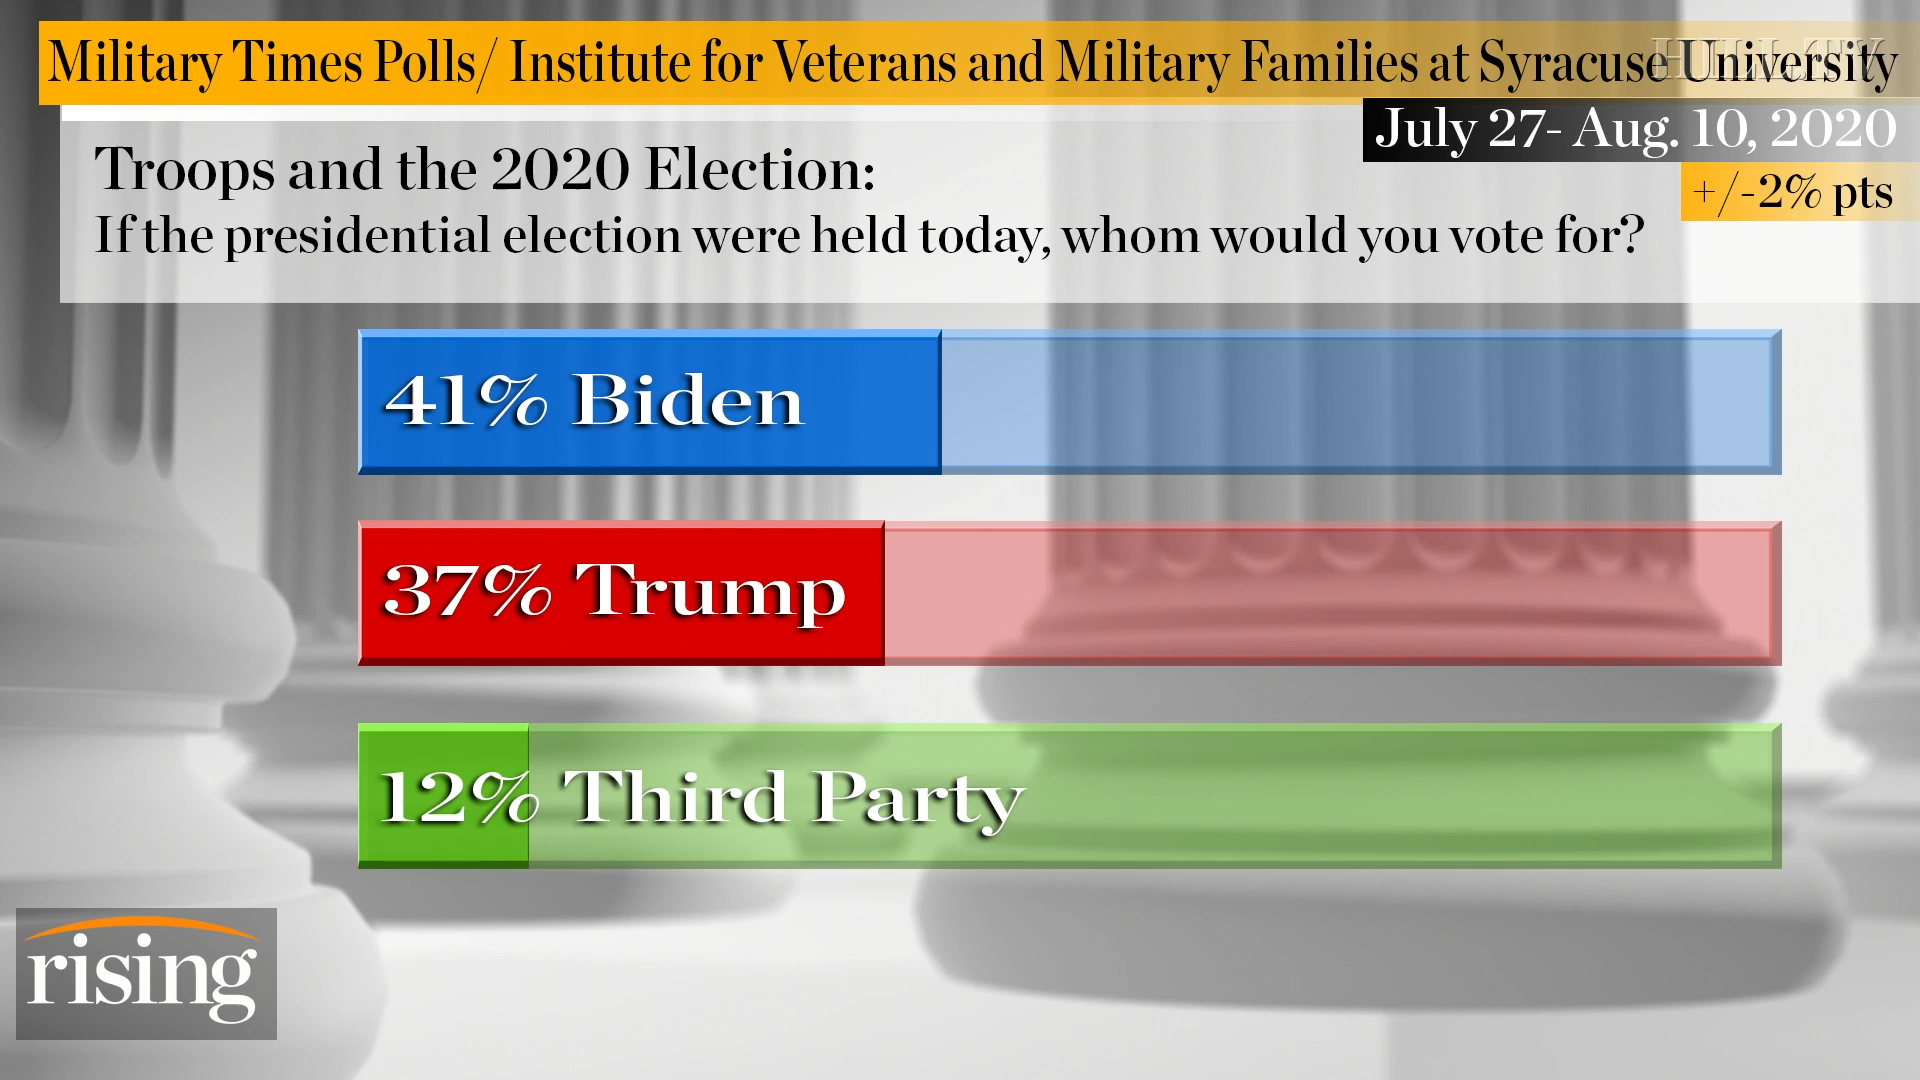 Military Times Polls/ Institute for Veterans and Military Families at Syracuse University
HILL.TV
July 27- Aug. 10, 2020
+/-2% pts
Troops and the 2020 Election:
If the presidential election were held today, whom would you vote for?
41% Biden
37% Trump
12% Third Party
rising